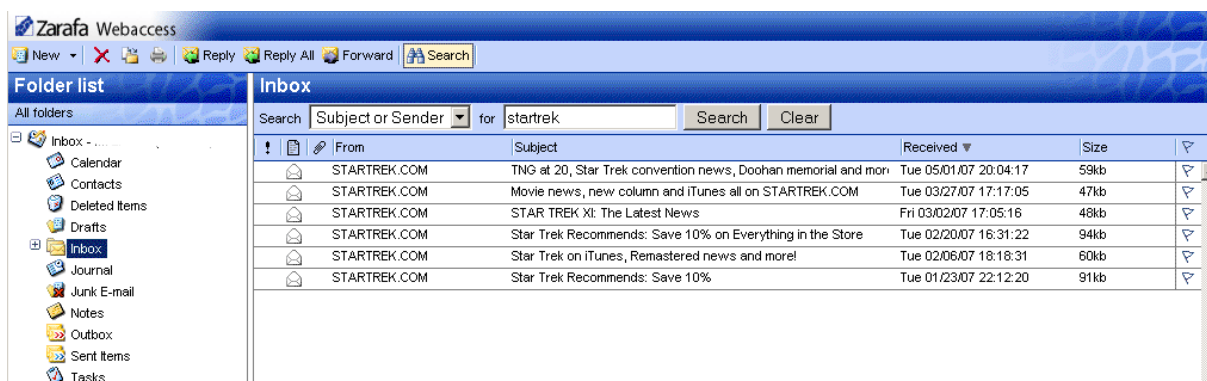 Zarafa Webaccess
New Reply Reply All Forward Search
Folder list
All folders
Inbox -
Calendar
Contacts
Deleted Items
Drafts
Inbox
Journal
Junk E-mail
Notes
Outbox
Sent Items
Tasks
Inbox
Search Subject or Sender for startrek Search Clear
! From Subject Received Size
STARTREK.COM TNG at 20, Star Trek convention news, Doohan memorial and more Tue 05/01/07 20:04:17 59kb
STARTREK.COM Movie news, new column and iTunes all on STARTREK.COM Tue 03/27/07 17:17:05 47kb
STARTREK.COM STAR TREK XI: The Latest News Fri 03/02/07 17:05:16 48kb
STARTREK.COM Star Trek Recommends: Save 10% on Everything in the Store Tue 02/20/07 16:31:22 94kb
STARTREK.COM Star Trek on iTunes, Remastered news and more! Tue 02/06/07 18:18:31 60kb
STARTREK.COM Star Trek Recommends: Save 10% Tue 01/23/07 22:12:20 91kb